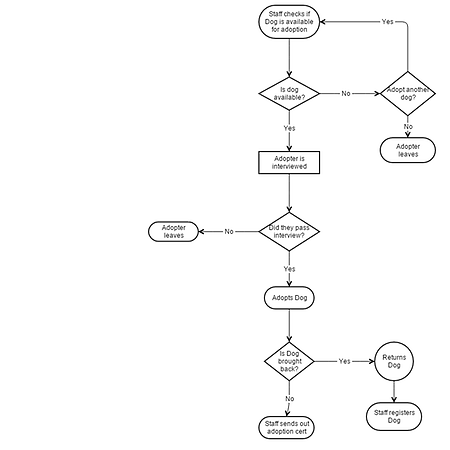 Staff checks if
Dog is available
for adoption
Yes
Is dog
available?
No
Adopt another
dog?
No
Adopter
leaves
Yes
Adopter is
interviewed
Did they pass
interview?
No
Adopter
leaves
Yes
Adopts Dog
Is Dog
brought
back?
Yes
Returns
Dog
No
Staff registers
Dog
Staff sends out
adoption cert